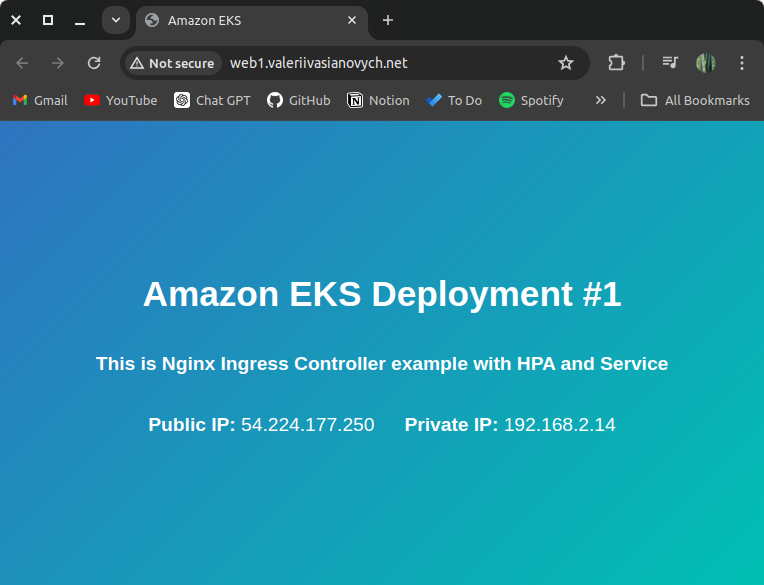 Amazon EKS
Not secure web1.valeriivasianovych.net
Gmail YouTube Chat GPT GitHub Notion To Do Spotify All Bookmarks
Amazon EKS Deployment #1
This is Nginx Ingress Controller example with HPA and Service
Public IP: 54.224.177.250 Private IP: 192.168.2.14